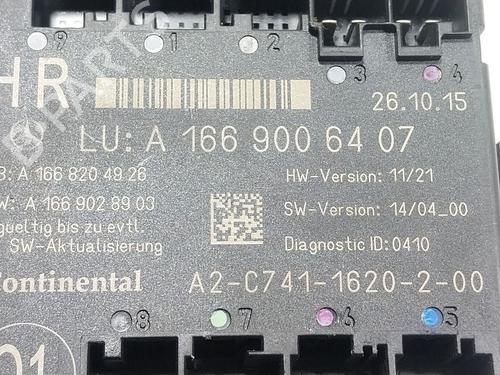 9 1 2 3 4
HR
26.10.15
LU: A 166 900 64 07
B: A 166 820 49 26
HW-Version: 11/21
W: A 166 902 89 03
SW-Version: 14/04_00
gueltig bis zu evtl.
SW-Aktualisierung
Diagnostic ID:0410
Continental A2-C741-1620-2-00
8 7 6 5
01
B-PARTS